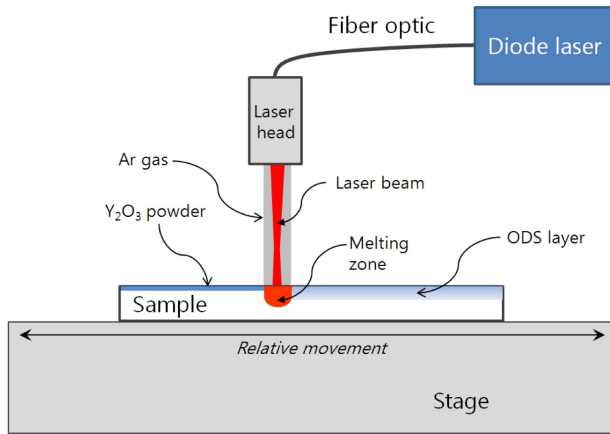 Fiber optic
Diode laser
Laser
head
Ar gas
Laser beam
Y₂O₃ powder
Melting
zone
ODS layer
Sample
Relative movement
Stage